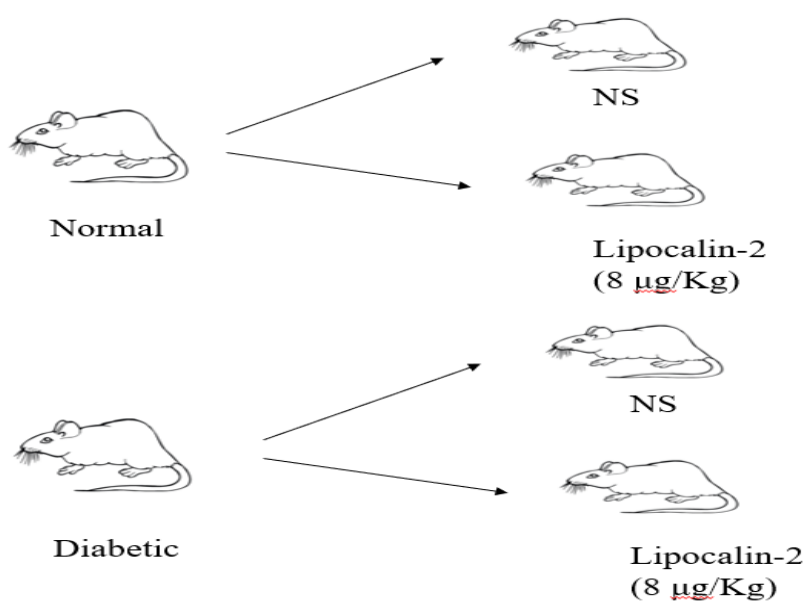 NS
Normal
Lipocalin-2
(8 μg/Kg)
NS
Diabetic
Lipocalin-2
(8 μg/Kg)